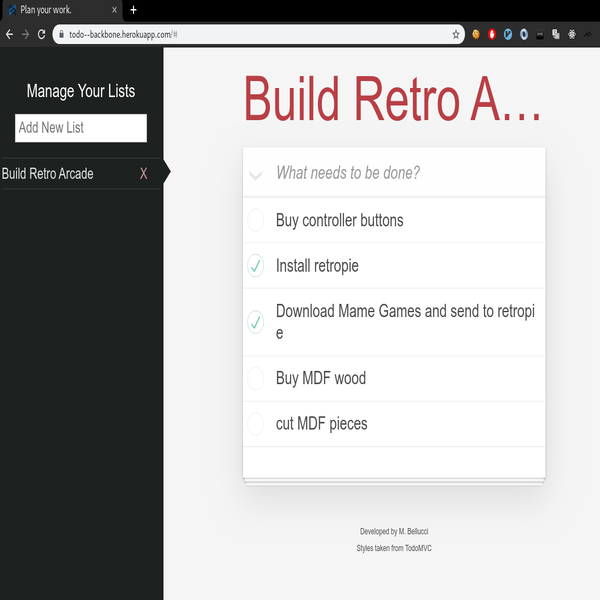 Plan your work.
todo--backbone.herokuapp.com/#
Manage Your Lists
Add New List
Build Retro Arcade
X
Build Retro A...
What needs to be done?
Buy controller buttons
Install retropie
Download Mame Games and send to retropi
e
Buy MDF wood
cut MDF pieces
Developed by M. Bellucci
Styles taken from TodoMVC